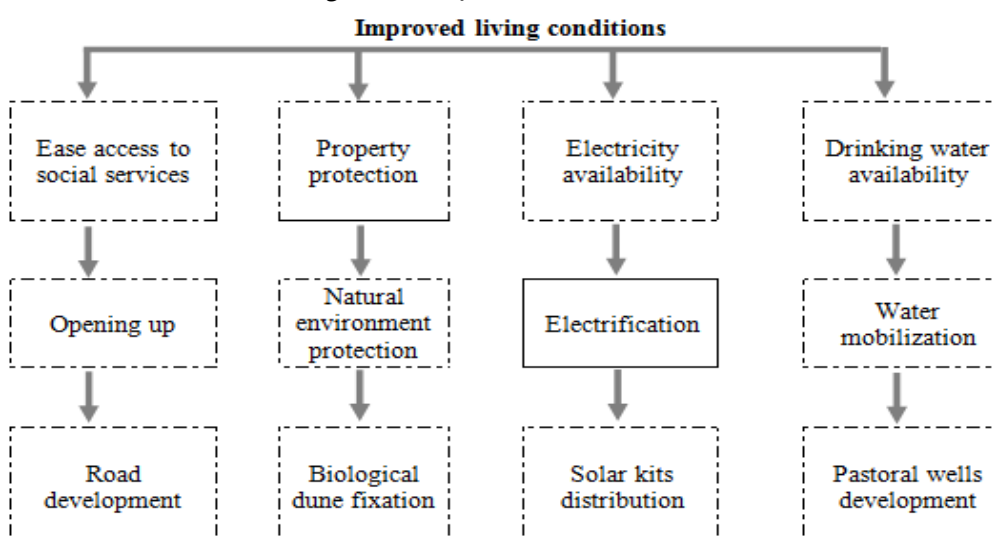 Improved living conditions
Ease access to
social services
Property
protection
Electricity
availability
Drinking water
availability
Opening up
Natural
environment
protection
Electrification
Water
mobilization
Road
development
Biological
dune fixation
Solar kits
distribution
Pastoral wells
development